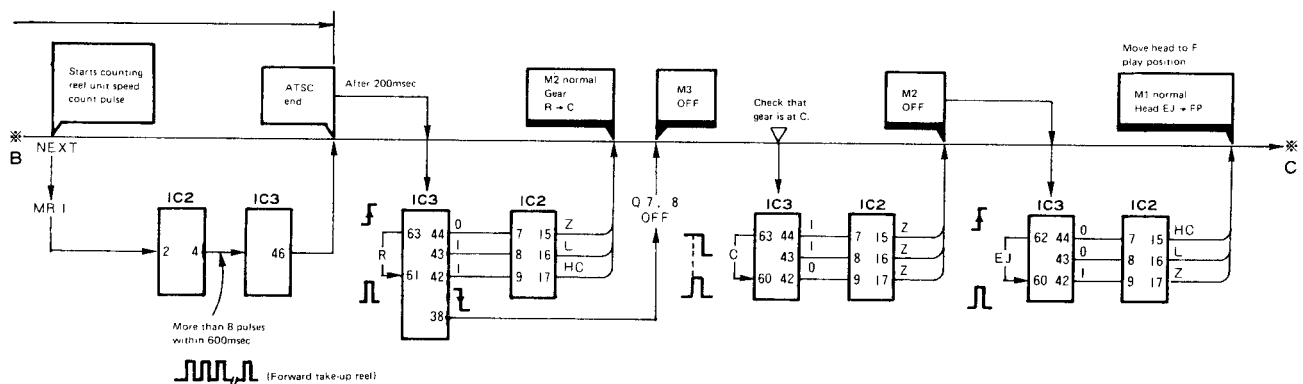 Starts counting
reel unit speed
count pulse
ATSC
end
After 200msec
M2 normal
Gear
R → C
M3
OFF
Check that
gear is at C.
M2
OFF
Move head to F
play position
M1 normal
Head EJ → FP
※
B
NEXT
※
C
MR1
IC2
2 4
IC3
46
More than 8 pulses
within 600msec
(Forward take-up reel)
IC3
63 44
43
61 42
38
R
0
1
1
IC2
7 15
8 16
9 17
Z
L
HC
Q7, 8
OFF
IC3
63 44
43
60 42
C
1
1
0
IC2
7 15
8 16
9 17
Z
Z
Z
IC3
62 44
43
60 42
EJ
0
0
1
IC2
7 15
8 16
9 17
HC
L
Z